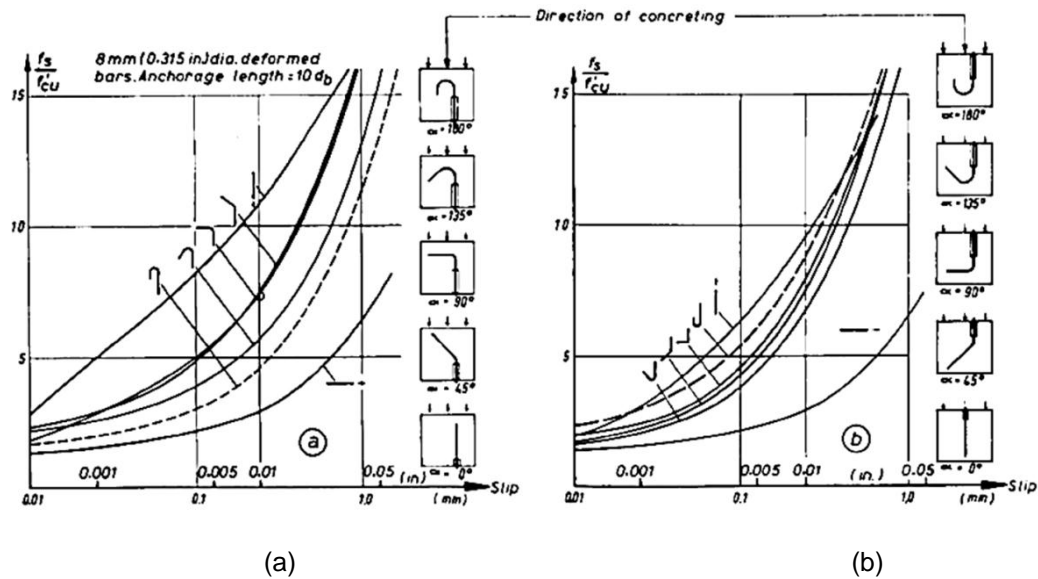 Direction of concreting
fs
f'cu
8mm (0.315 in) dia. deformed
bars. Anchorage length = 10 db
15
10
5
a
0.001
0.005
0.01
(in)
0.05
0.01
0.1
1.0
(mm)
Slip
α = 180°
α = 135°
α = 90°
α = 45°
α = 0°
fs
f'cu
15
10
5
b
0.001
0.005
0.01
(in.)
0.05
0.01
0.1
1.0
(mm)
Slip
α = 180°
α = 135°
α = 90°
α = 45°
α = 0°
(a)
(b)